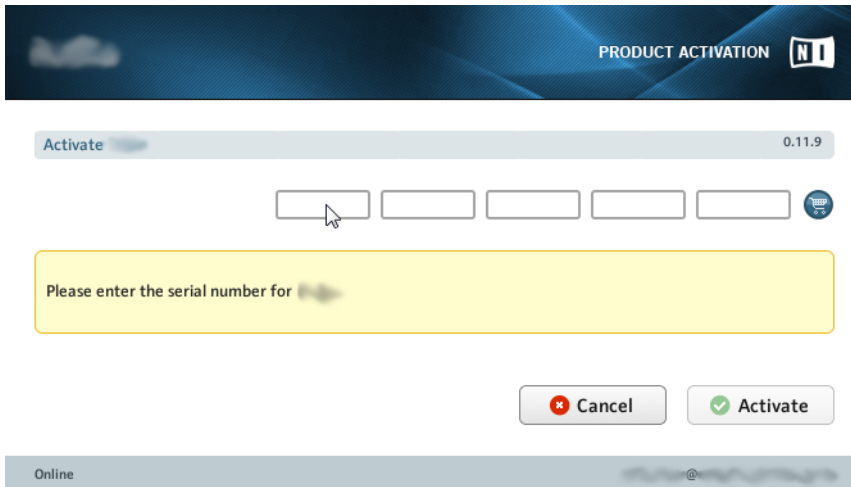 PRODUCT ACTIVATION NI
Activate
0.11.9
Please enter the serial number for
Cancel
Activate
Online
@